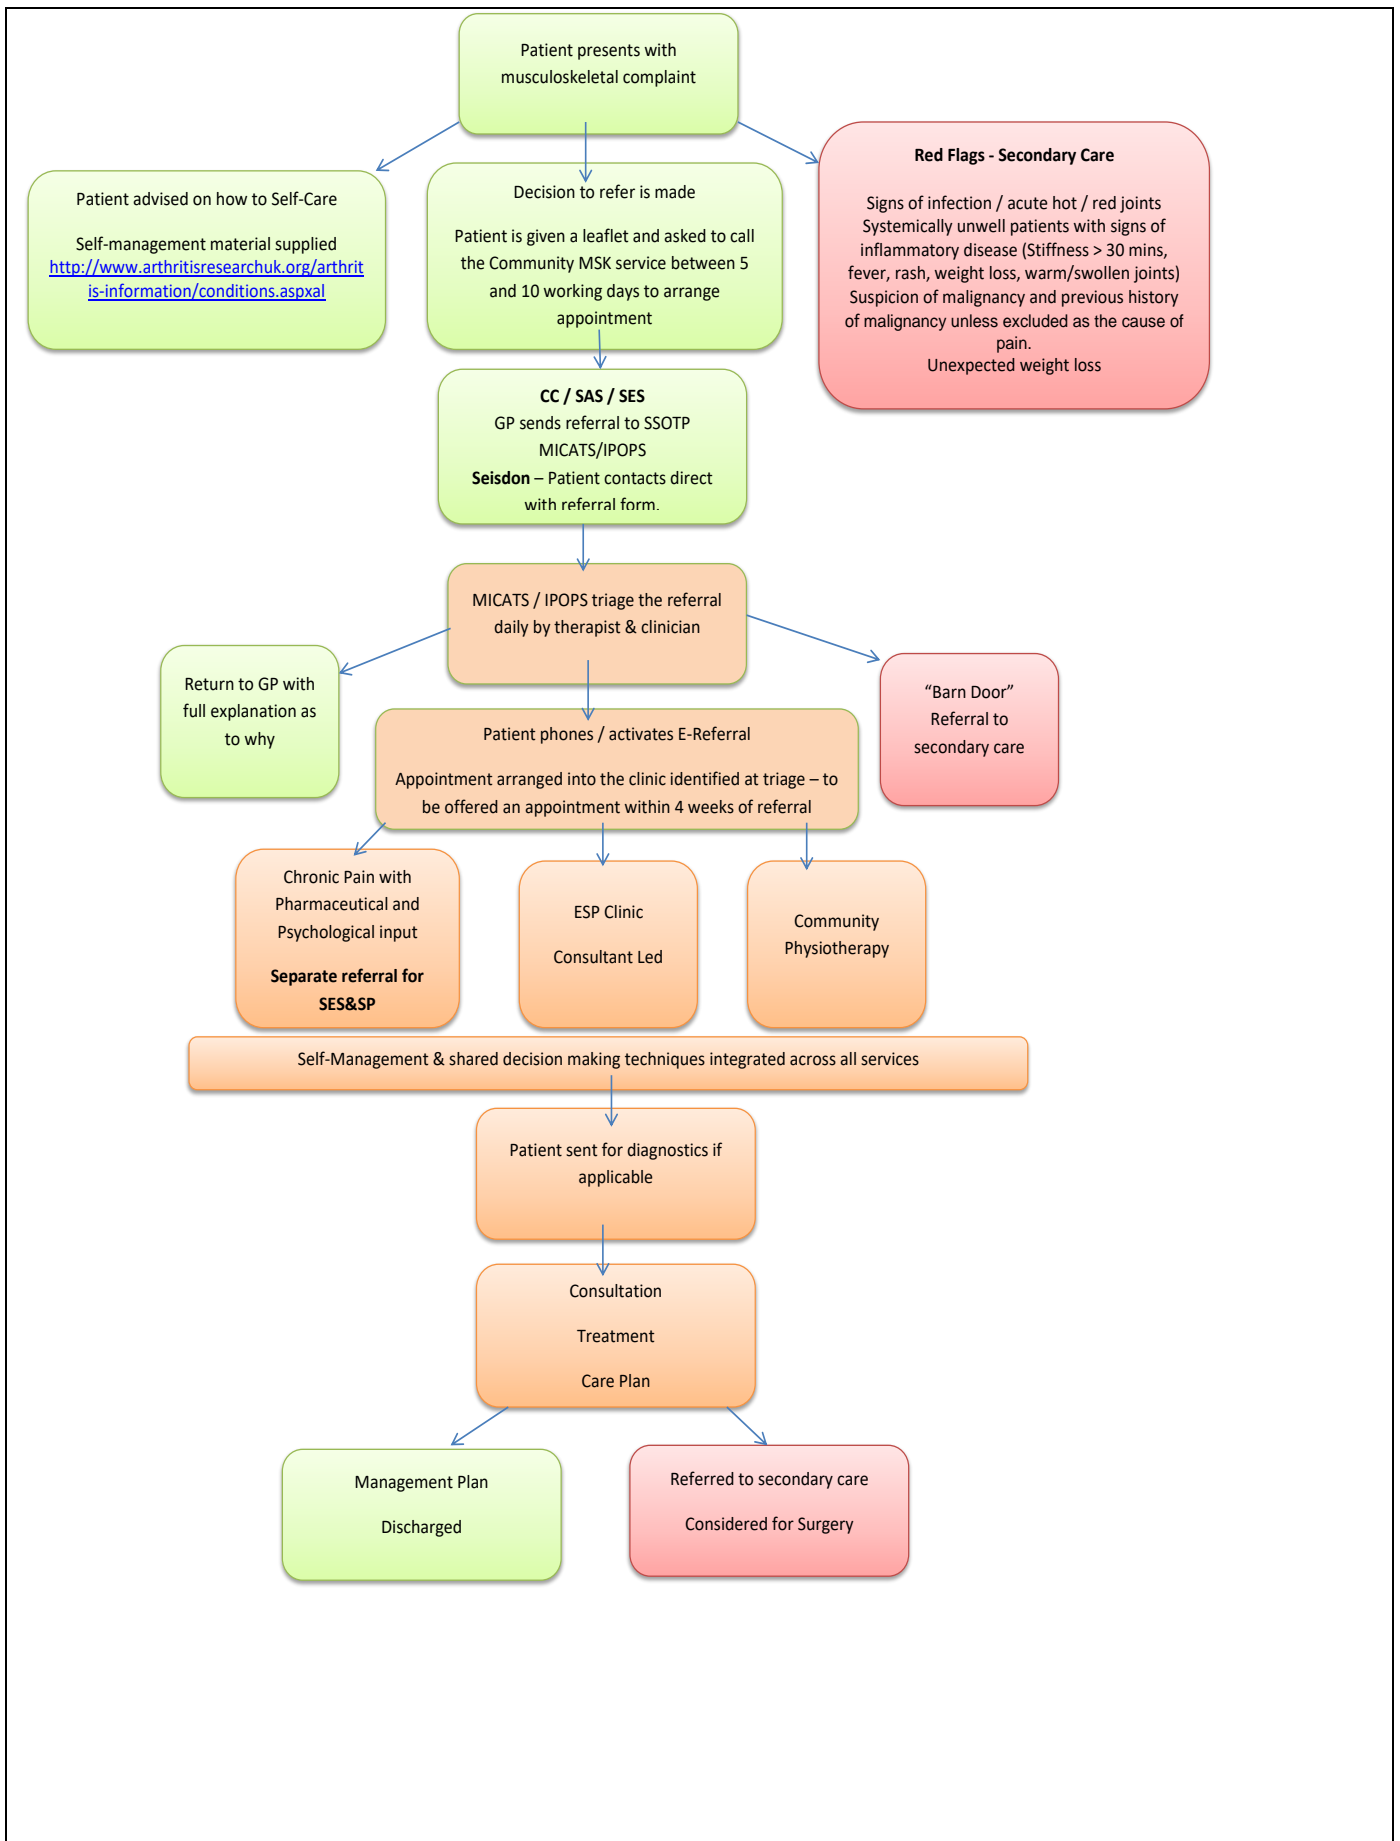 Patient presents with
musculoskeletal complaint
Patient advised on how to Self-Care
Self-management material supplied
http://www.arthritisresearchuk.org/arthrit
is-information/conditions.aspxal
Decision to refer is made
Patient is given a leaflet and asked to call
the Community MSK service between 5
and 10 working days to arrange
appointment
Red Flags - Secondary Care
Signs of infection / acute hot / red joints
Systemically unwell patients with signs of
inflammatory disease (Stiffness > 30 mins,
fever, rash, weight loss, warm/swollen joints)
Suspicion of malignancy and previous history
of malignancy unless excluded as the cause of
pain.
Unexpected weight loss
CC / SAS / SES
GP sends referral to SSOTP
MICATS/IPOPS
Seisdon – Patient contacts direct
with referral form.
MICATS / IPOPS triage the referral
daily by therapist & clinician
Return to GP with
full explanation as
to why
“Barn Door”
Referral to
secondary care
Patient phones / activates E-Referral
Appointment arranged into the clinic identified at triage – to
be offered an appointment within 4 weeks of referral
Chronic Pain with
Pharmaceutical and
Psychological input
Separate referral for
SES&SP
ESP Clinic
Consultant Led
Community
Physiotherapy
Self-Management & shared decision making techniques integrated across all services
Patient sent for diagnostics if
applicable
Consultation
Treatment
Care Plan
Management Plan
Discharged
Referred to secondary care
Considered for Surgery